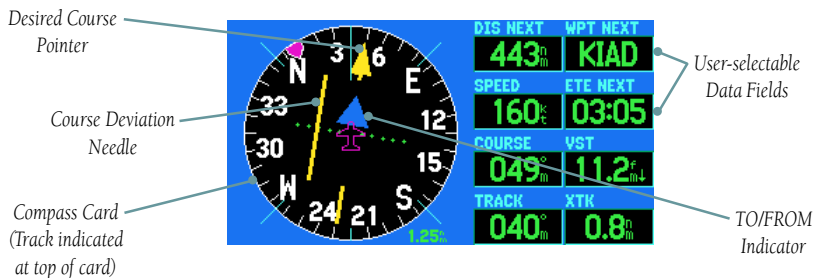 Desired Course
Pointer
Course Deviation
Needle
Compass Card
(Track indicated
at top of card)
N
3
6
E
33
12
30
15
W
24
21
S
1.25nm
DIS NEXT WPT NEXT
443nm KIAD
SPEED ETE NEXT
160kt 03:05
COURSE VST
049°m 11.2fm↓
TRACK XTK
040°m 0.8nm
User-selectable
Data Fields
TO/FROM
Indicator